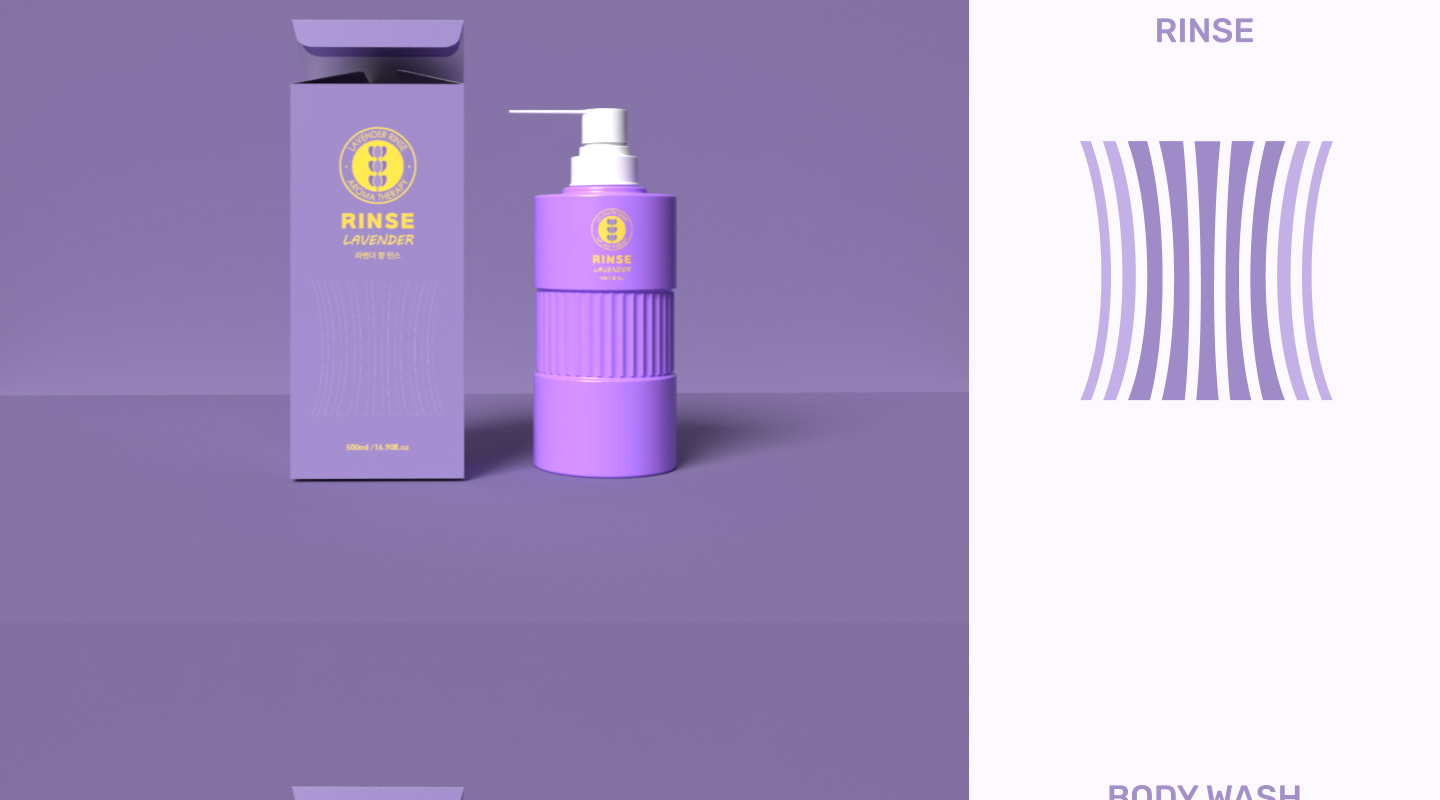 LAVENDER RINSE
AROMA THERAPY
RINSE
LAVENDER
라벤더 향 린스
500ml /16.90fl.oz
RINSE
LAVENDER
RINSE
BODY WASH